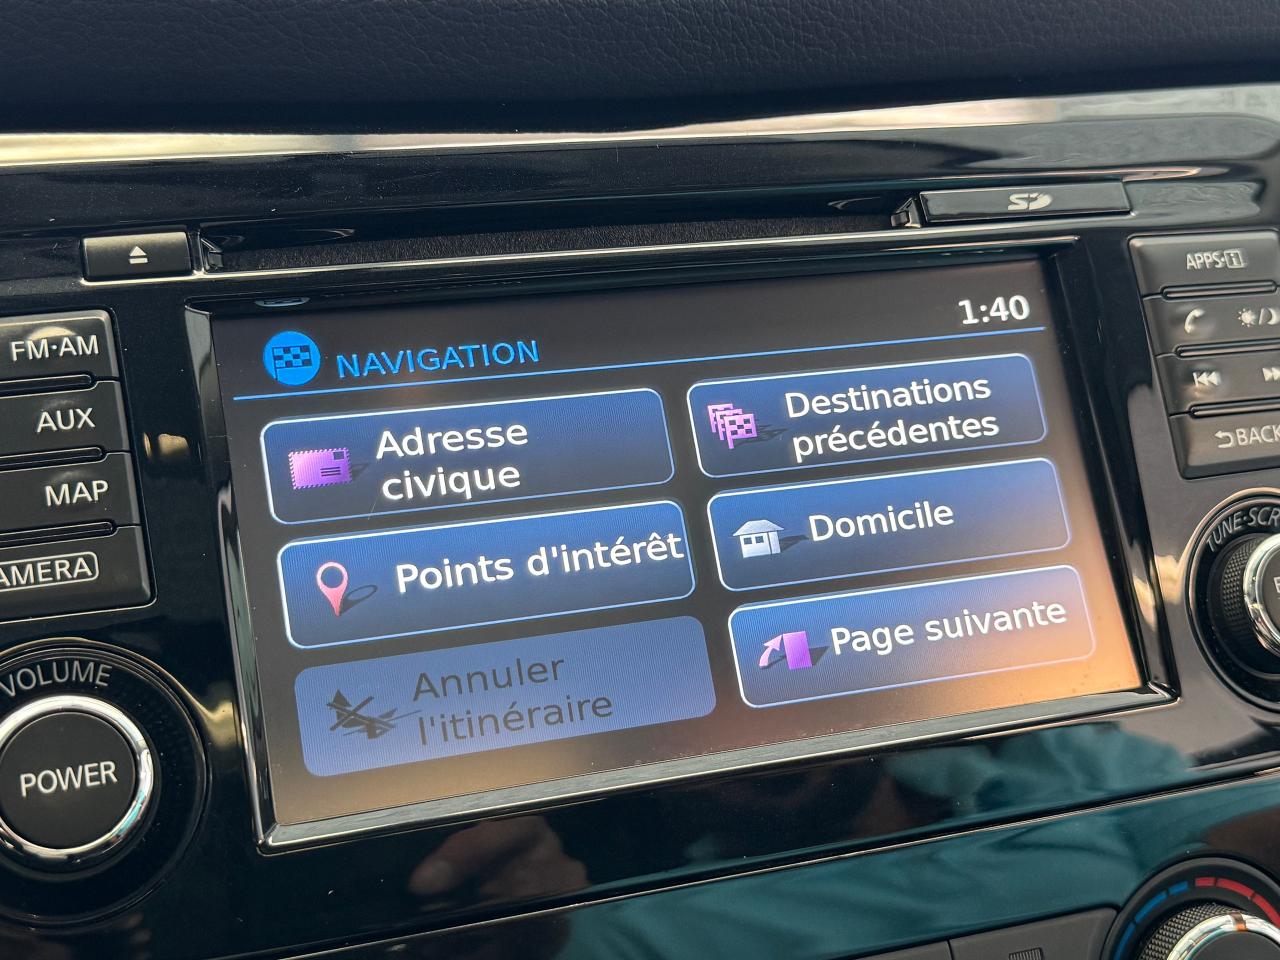 SD
APPS·i
FM·AM
AUX
MAP
AMERA
VOLUME
POWER
NAVIGATION
1:40
Adresse
civique
Destinations
précédentes
Points d'intérêt
Domicile
Annuler
l'itinéraire
Page suivante
BACK
TUNE·SCR